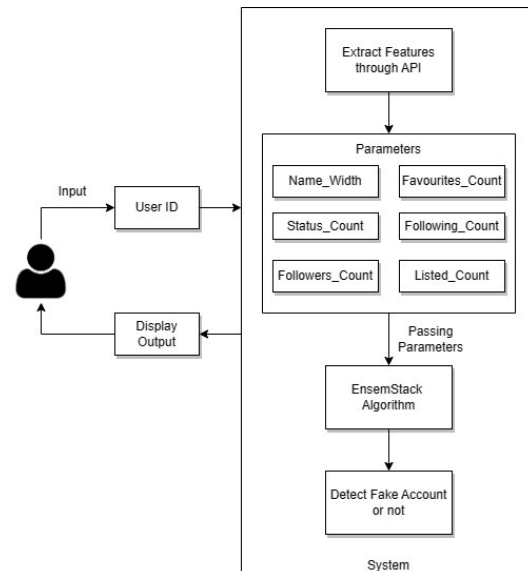 Input
User ID
Display
Output
Extract Features
through API
Parameters
Name_Width
Favourites_Count
Status_Count
Following_Count
Followers_Count
Listed_Count
Passing
Parameters
EnsemStack
Algorithm
Detect Fake Account
or not
System